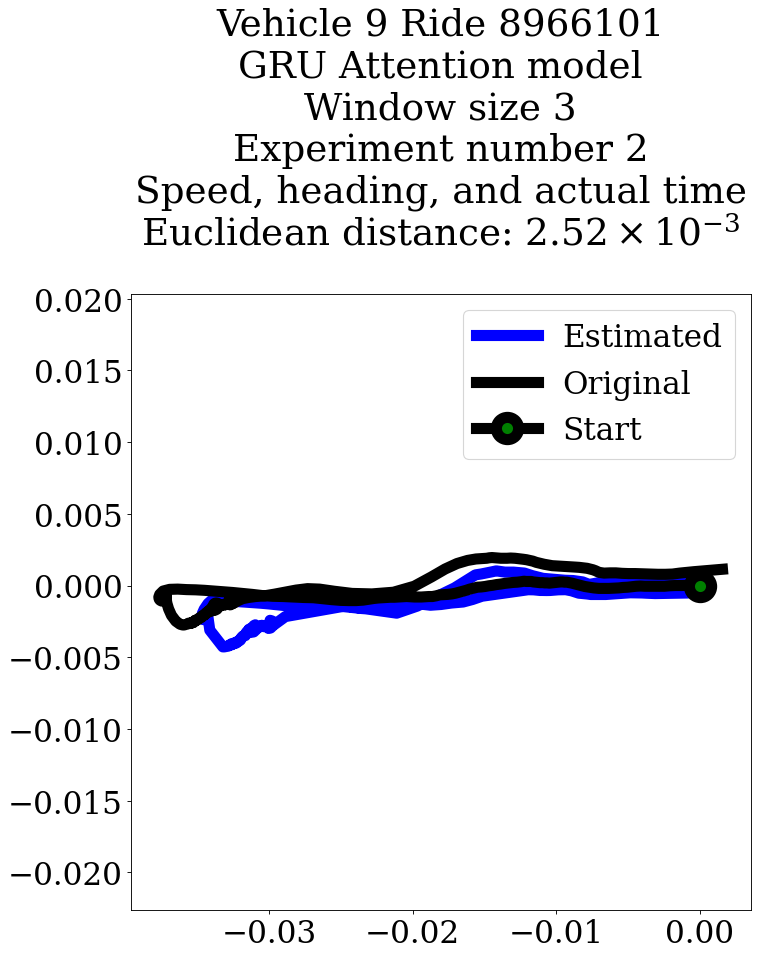 Vehicle 9 Ride 8966101
GRU Attention model
Window size 3
Experiment number 2
Speed, heading, and actual time
Euclidean distance: 2.52 × 10⁻³
Estimated
Original
Start
0.020
0.015
0.010
0.005
0.000
−0.005
−0.010
−0.015
−0.020
−0.03
−0.02
−0.01
0.00